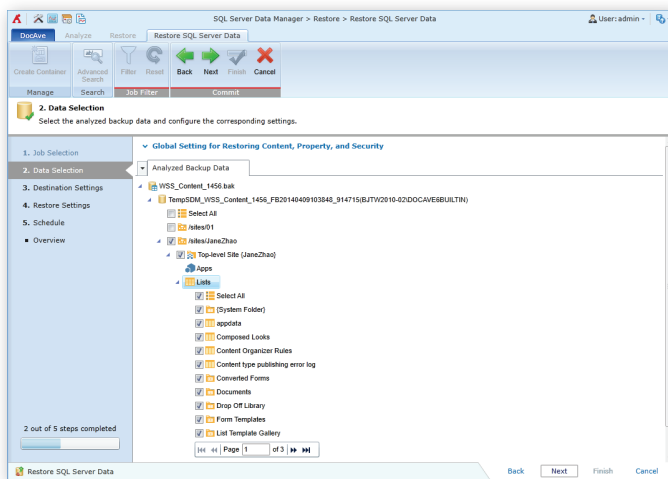 SQL Server Data Manager > Restore > Restore SQL Server Data
User: admin
DocAve Analyze Restore Restore SQL Server Data
Create Container Advanced Search Filter Reset Back Next Finish Cancel
Manage Search Job Filter Commit
2. Data Selection
Select the analyzed backup data and configure the corresponding settings.
1. Job Selection
2. Data Selection
3. Destination Settings
4. Restore Settings
5. Schedule
Overview
2 out of 5 steps completed
Global Setting for Restoring Content, Property, and Security
Analyzed Backup Data
WSS_Content_1456.bak
TempSDM_WSS_Content_1456_FB20140409103848_914715(BJTW2010-02\DOCAVE6BUILTIN)
Select All
/sites/01
/sites/JaneZhao
Top-level Site {JaneZhao}
Apps
Lists
Select All
{System Folder}
appdata
Composed Looks
Content Organizer Rules
Content type publishing error log
Converted Forms
Documents
Drop Off Library
Form Templates
List Template Gallery
Page 1 of 3
Restore SQL Server Data
Back Next Finish Cancel